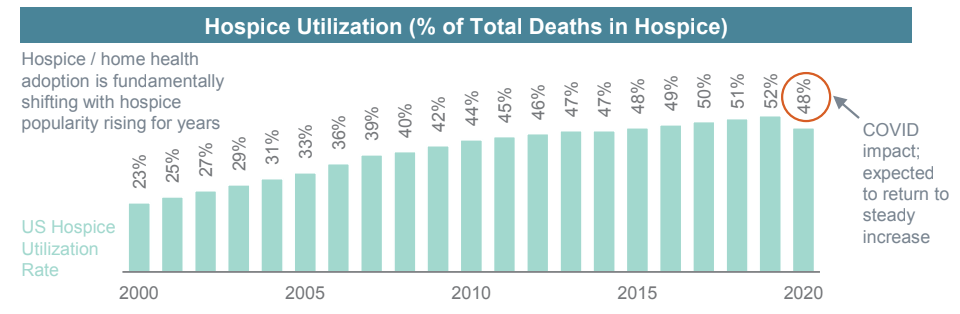 Hospice Utilization (% of Total Deaths in Hospice)
Hospice / home health
adoption is fundamentally
shifting with hospice
popularity rising for years
23%
25%
27%
29%
31%
33%
36%
39%
40%
42%
44%
45%
46%
47%
47%
48%
49%
50%
51%
52%
48%
COVID
impact;
expected
to return to
steady
increase
US Hospice
Utilization
Rate
2000
2005
2010
2015
2020